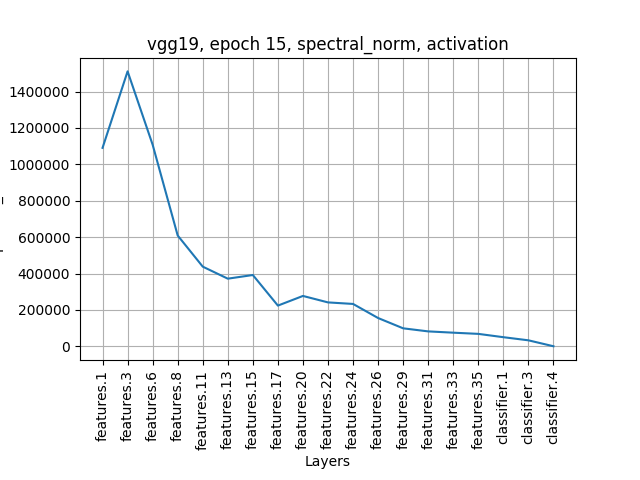 vgg19, epoch 15, spectral_norm, activation
1400000
1200000
1000000
800000
600000
400000
200000
0
features.1
features.3
features.6
features.8
features.11
features.13
features.15
features.17
features.20
features.22
features.24
features.26
features.29
features.31
features.33
features.35
classifier.1
classifier.3
classifier.4
Layers